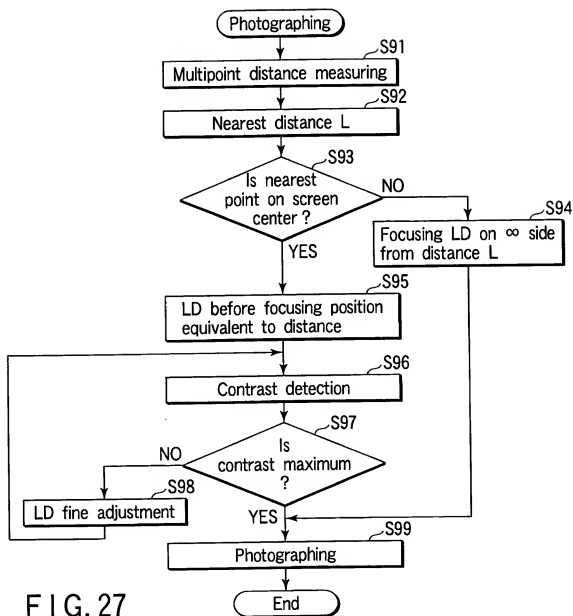 Photographing
S91
Multipoint distance measuring
S92
Nearest distance L
S93
Is nearest
point on screen
center ?
NO
S94
Focusing LD on ∞ side
from distance L
YES
S95
LD before focusing position
equivalent to distance
S96
Contrast detection
S97
Is
contrast maximum
?
NO
S98
LD fine adjustment
YES
S99
Photographing
End
FIG. 27